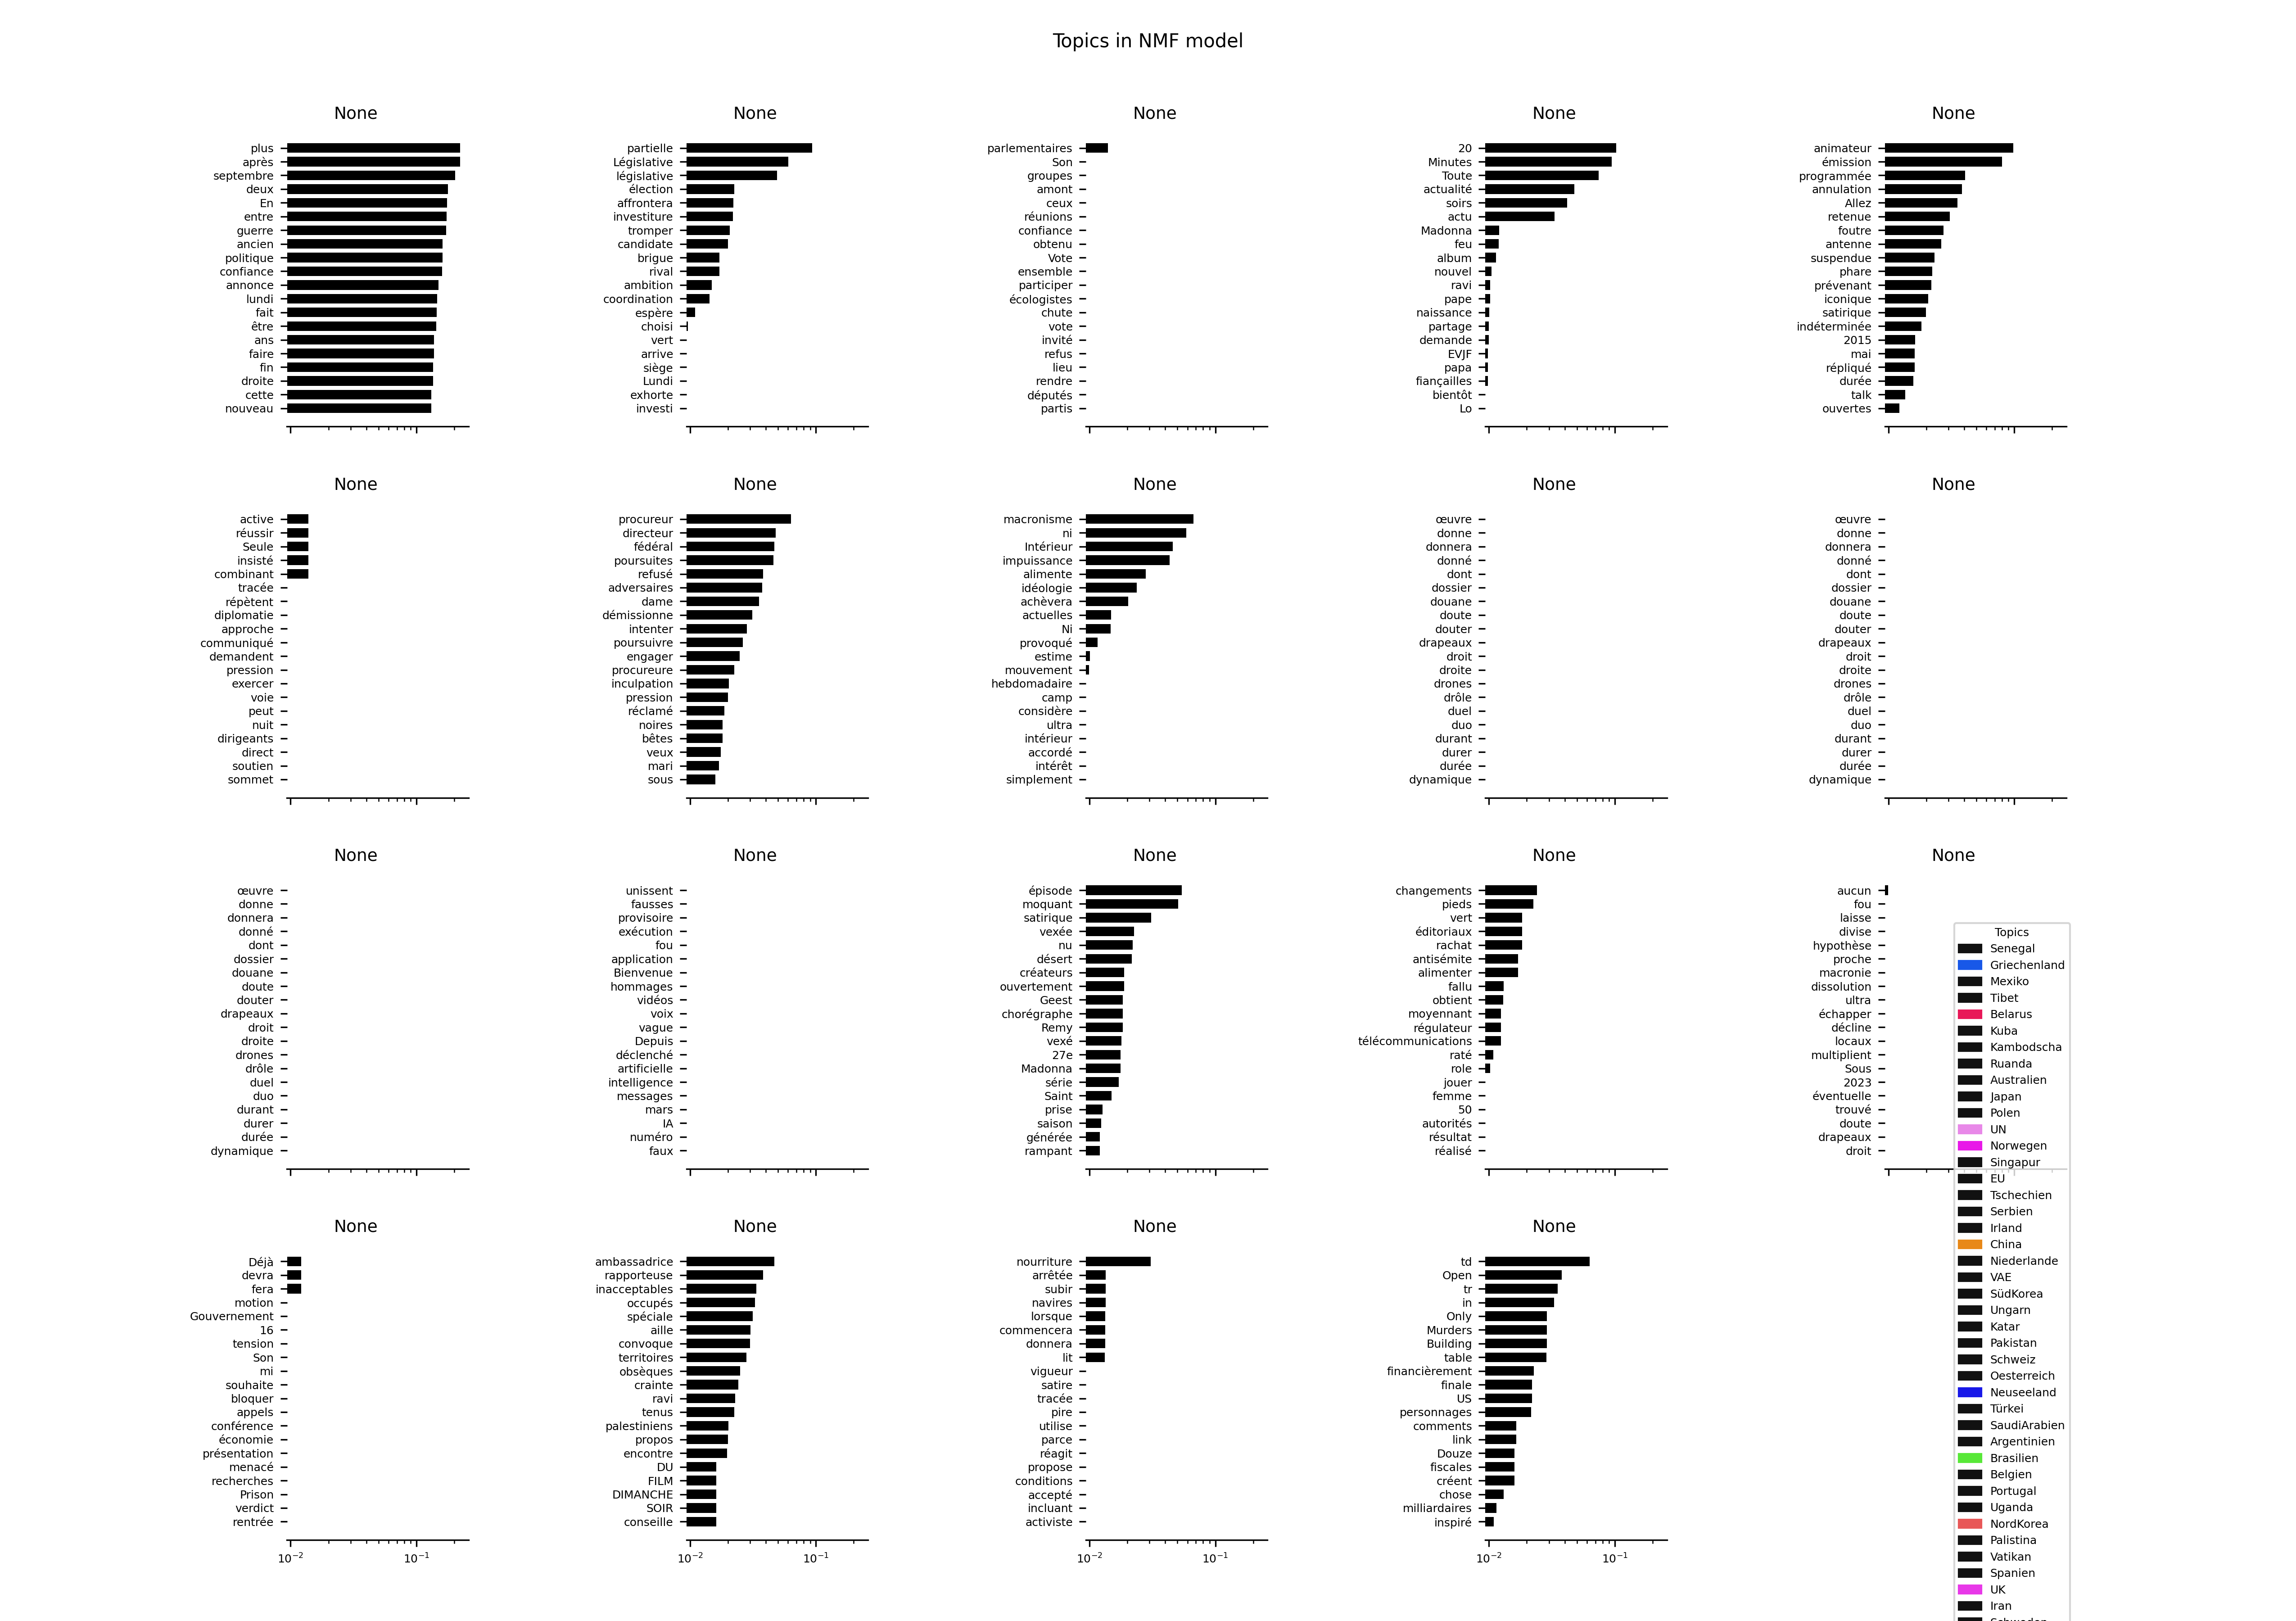 Topics in NMF model
None
plus
après
septembre
deux
En
entre
guerre
ancien
politique
confiance
annonce
lundi
fait
être
ans
faire
fin
droite
cette
nouveau
None
partielle
Législative
législative
élection
affrontera
investiture
tromper
candidate
brigue
rival
ambition
coordination
espère
choisi
vert
arrive
siège
Lundi
exhorte
investi
None
parlementaires
Son
groupes
amont
ceux
réunions
confiance
obtenu
Vote
ensemble
participer
écologistes
chute
vote
invité
refus
lieu
rendre
députés
partis
None
20
Minutes
Toute
actualité
soirs
actu
Madonna
feu
album
nouvel
ravi
pape
naissance
partage
demande
EVJF
papa
fiançailles
bientôt
Lo
None
animateur
émission
programmée
annulation
Allez
retenue
foutre
antenne
suspendue
phare
prévenant
iconique
satirique
indéterminée
2015
mai
répliqué
durée
talk
ouvertes
None
active
réussir
Seule
insisté
combinant
tracée
répètent
diplomatie
approche
communiqué
demandent
pression
exercer
voie
peut
nuit
dirigeants
direct
soutien
sommet
None
procureur
directeur
fédéral
poursuites
refusé
adversaires
dame
démissionne
intenter
poursuivre
engager
procureure
inculpation
pression
réclamé
noires
bêtes
veux
mari
sous
None
macronisme
ni
Intérieur
impuissance
alimente
idéologie
achèvera
actuelles
Ni
provoqué
estime
mouvement
hebdomadaire
camp
considère
ultra
intérieur
accordé
intérêt
simplement
None
œuvre
donne
donnera
donné
dont
dossier
douane
doute
douter
drapeaux
droit
droite
drones
drôle
duel
duo
durant
durer
durée
dynamique
None
œuvre
donne
donnera
donné
dont
dossier
douane
doute
douter
drapeaux
droit
droite
drones
drôle
duel
duo
durant
durer
durée
dynamique
None
œuvre
donne
donnera
donné
dont
dossier
douane
doute
douter
drapeaux
droit
droite
drones
drôle
duel
duo
durant
durer
durée
dynamique
None
unissent
fausses
provisoire
exécution
fou
application
Bienvenue
hommages
vidéos
voix
vague
Depuis
déclenché
artificielle
intelligence
messages
mars
IA
numéro
faux
None
épisode
moquant
satirique
vexée
nu
désert
créateurs
ouvertement
Geest
chorégraphe
Remy
vexé
27e
Madonna
série
Saint
prise
saison
générée
rampant
None
changements
pieds
vert
éditoriaux
rachat
antisémite
alimenter
fallu
obtient
moyennant
régulateur
télécommunications
raté
role
jouer
femme
50
autorités
résultat
réalisé
None
aucun
fou
laisse
divise
hypothèse
proche
macronie
dissolution
ultra
échapper
décline
locaux
multiplient
Sous
2023
éventuelle
trouvé
doute
drapeaux
droit
None
Déjà
devra
fera
motion
Gouvernement
16
tension
Son
mi
souhaite
bloquer
appels
conférence
économie
présentation
menacé
recherches
Prison
verdict
rentrée
10⁻² 10⁻¹
None
ambassadrice
rapporteuse
inacceptables
occupés
spéciale
aille
convoque
territoires
obsèques
crainte
ravi
tenus
palestiniens
propos
encontre
DU
FILM
DIMANCHE
SOIR
conseille
10⁻² 10⁻¹
None
nourriture
arrêtée
subir
navires
lorsque
commencera
donnera
lit
vigueur
satire
tracée
pire
utilise
parce
réagit
propose
conditions
accepté
incluant
activiste
10⁻² 10⁻¹
None
td
Open
tr
in
Only
Murders
Building
table
financièrement
finale
US
personnages
comments
link
Douze
fiscales
créent
chose
milliardaires
inspiré
10⁻² 10⁻¹
Topics
Senegal
Griechenland
Mexiko
Tibet
Belarus
Kuba
Kambodscha
Ruanda
Australien
Japan
Polen
UN
Norwegen
Singapur
EU
Tschechien
Serbien
Irland
China
Niederlande
VAE
SüdKorea
Ungarn
Katar
Pakistan
Schweiz
Oesterreich
Neuseeland
Türkei
SaudiArabien
Argentinien
Brasilien
Belgien
Portugal
Uganda
NordKorea
Palistina
Vatikan
Spanien
UK
Iran